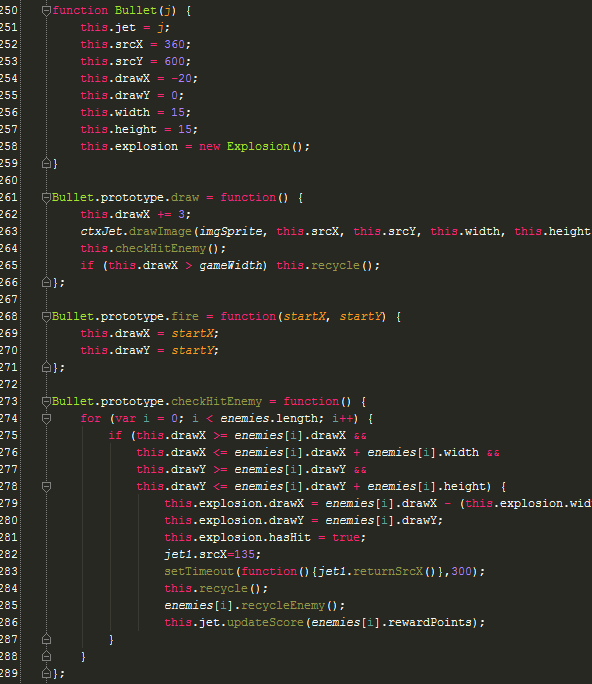 250 function Bullet(j) {
251 this.jet = j;
252 this.srcX = 360;
253 this.srcY = 600;
254 this.drawX = -20;
255 this.drawY = 0;
256 this.width = 15;
257 this.height = 15;
258 this.explosion = new Explosion();
259 }
260
261 Bullet.prototype.draw = function() {
262 this.drawX += 3;
263 ctxJet.drawImage(imgSprite, this.srcX, this.srcY, this.width, this.height
264 this.checkHitEnemy();
265 if (this.drawX > gameWidth) this.recycle();
266 };
267
268 Bullet.prototype.fire = function(startX, startY) {
269 this.drawX = startX;
270 this.drawY = startY;
271 };
272
273 Bullet.prototype.checkHitEnemy = function() {
274 for (var i = 0; i < enemies.length; i++) {
275 if (this.drawX >= enemies[i].drawX &&
276 this.drawX <= enemies[i].drawX + enemies[i].width &&
277 this.drawY >= enemies[i].drawY &&
278 this.drawY <= enemies[i].drawY + enemies[i].height) {
279 this.explosion.drawX = enemies[i].drawX - (this.explosion.wid
280 this.explosion.drawY = enemies[i].drawY;
281 this.explosion.hasHit = true;
282 jet1.srcX=135;
283 setTimeout(function(){jet1.returnSrcX()},300);
284 this.recycle();
285 enemies[i].recycleEnemy();
286 this.jet.updateScore(enemies[i].rewardPoints);
287 }
288 }
289 };